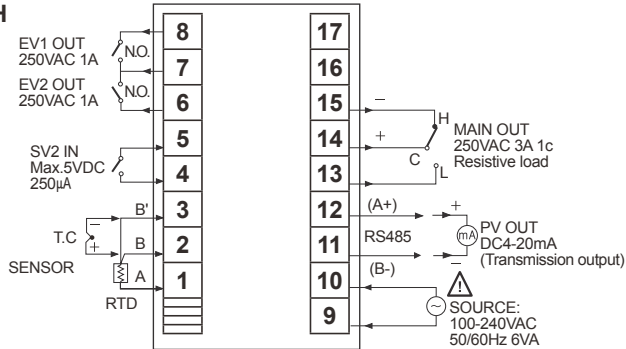 H
EV1 OUT
250VAC 1A
N.O.
EV2 OUT
250VAC 1A
N.O.
SV2 IN
Max.5VDC
250µA
B'
−
T.C
+
B
SENSOR
A
RTD
8
7
6
5
4
3
2
1
17
16
15
14
13
12
11
10
9
−
H
+
MAIN OUT
250VAC 3A 1c
Resistive load
C
L
(A+)
+
RS485
mA
PV OUT
DC4-20mA
(Transmission output)
(B-)
−
!
~
SOURCE:
100-240VAC
50/60Hz 6VA